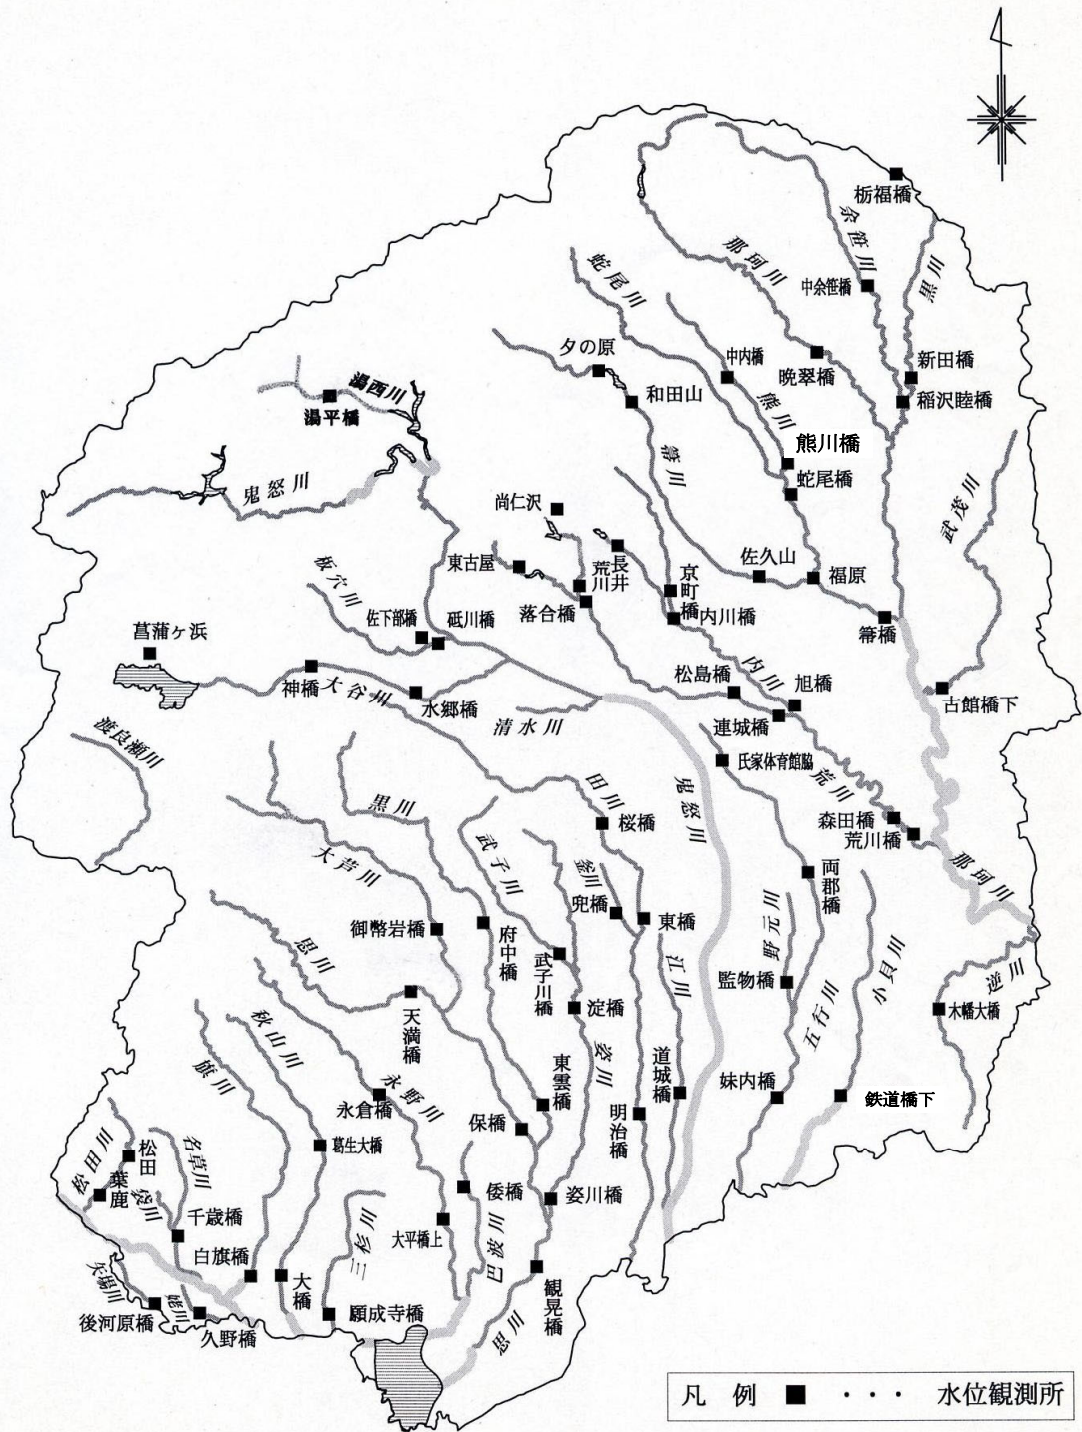 栃福橋
余笹川
那珂川
黒川
蛇尾川
中余笹橋
夕の原
中内橋
晩翠橋
新田橋
稲沢睦橋
湯西川
湯平橋
和田山
熊川
熊川橋
蛇尾橋
箒川
鬼怒川
尚仁沢
武茂川
東古屋
荒川
長井
佐久山
福原
京町橋
板穴川
佐下部橋
砥川橋
落合橋
内川橋
箒橋
菖蒲ヶ浜
神橋
大谷川
水郷橋
松島橋
内川
旭橋
古館橋下
連城橋
清水川
渡良瀬川
氏家体育館脇
鬼怒川
荒川
田川
黒川
桜橋
森田橋
荒川橋
武子川
大芦川
釜川
両郡橋
那珂川
兜橋
東橋
野元川
御幣岩橋
府中橋
思川
武子川橋
江川
小貝川
逆川
監物橋
天満橋
淀橋
木幡大橋
秋山川
五行川
姿川
旗川
道城橋
妹内橋
鉄道橋下
永倉橋
永野川
東雲橋
明治橋
保橋
葛生大橋
名草川
松田川
松田
葉鹿
袋川
倭橋
姿川橋
千歳橋
三杉川
大平橋上
巴波川
白旗橋
矢場川
大橋
観晃橋
姥川
後河原橋
久野橋
願成寺橋
思川
凡 例 ■ ・・・ 水位観測所